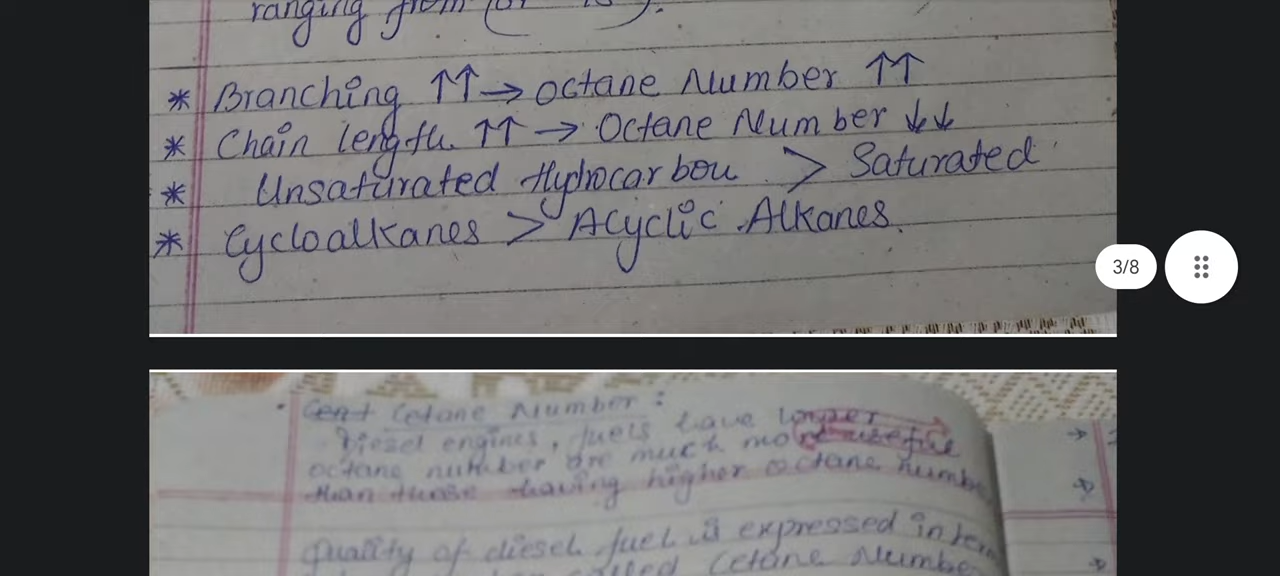 ranging from
* Branching ↑↑ → Octane Number ↑↑
* Chain length ↑↑ → Octane Number ↓↓
* Unsaturated Hydrocarbon > Saturated
* Cycloalkanes > Acyclic Alkanes.
3/8
• Cetane Number :
Diesel engines, fuels have lower
octane number are much more useful
than those having higher octane numbe
Quality of diesel fuel is expressed in
Cetane Numbe